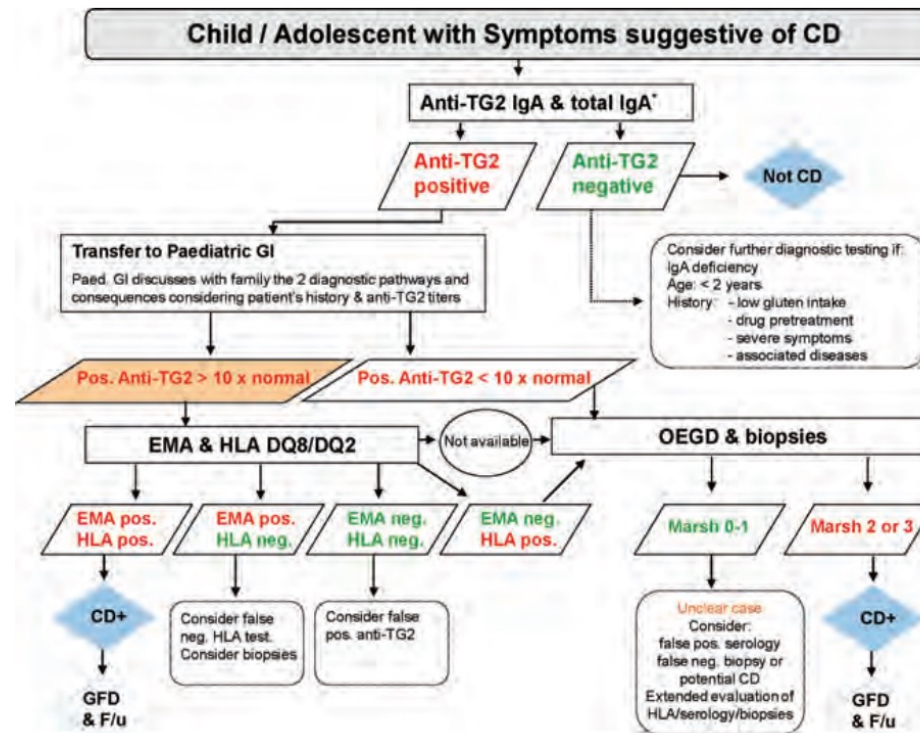 Child / Adolescent with Symptoms suggestive of CD
Anti-TG2 IgA & total IgA*
Anti-TG2
positive
Anti-TG2
negative
Not CD
Transfer to Paediatric GI
Paed. GI discusses with family the 2 diagnostic pathways and
consequences considering patient's history & anti-TG2 titers
Consider further diagnostic testing if:
IgA deficiency
Age: < 2 years
History: - low gluten intake
- drug pretreatment
- severe symptoms
- associated diseases
Pos. Anti-TG2 > 10 x normal
Pos. Anti-TG2 < 10 x normal
EMA & HLA DQ8/DQ2
Not available
OEGD & biopsies
EMA pos.
HLA pos.
EMA pos.
HLA neg.
EMA neg.
HLA neg.
EMA neg.
HLA pos.
Marsh 0-1
Marsh 2 or 3
CD+
Consider false
neg. HLA test.
Consider biopsies
Consider false
pos. anti-TG2
Unclear case
Consider:
false pos. serology
false neg. biopsy or
potential CD
Extended evaluation of
HLA/serology/biopsies
CD+
GFD
& F/u
GFD
& F/u